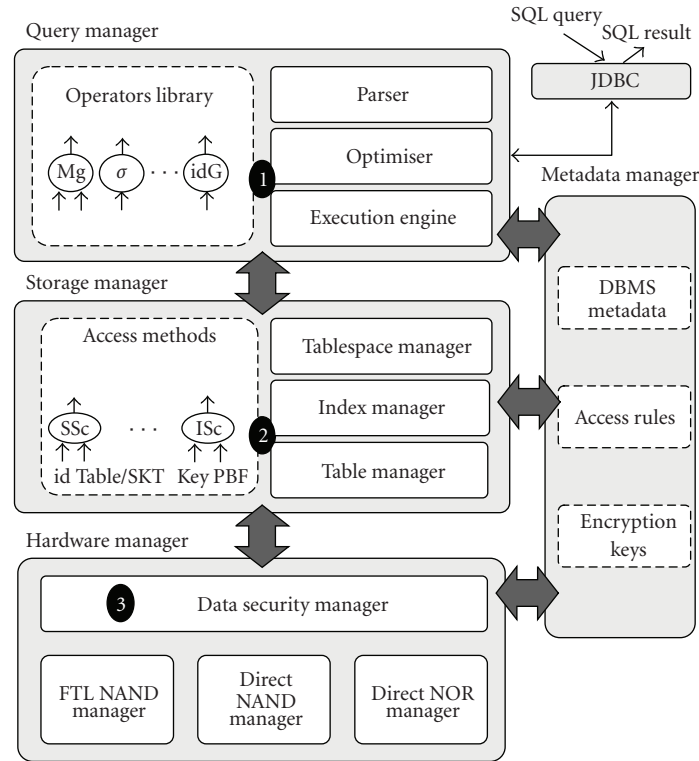 Query manager
SQL query
SQL result
JDBC
Operators library
Mg σ · · · idG
1
Parser
Optimiser
Execution engine
Metadata manager
DBMS
metadata
Access rules
Encryption
keys
Storage manager
Access methods
SSc · · · ISc
id Table/SKT Key PBF
2
Tablespace manager
Index manager
Table manager
Hardware manager
3
Data security manager
FTL NAND
manager
Direct
NAND
manager
Direct NOR
manager